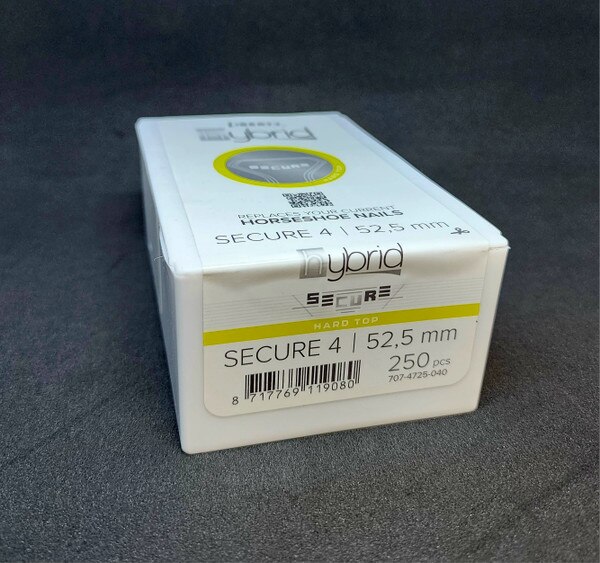 hybrid
SECURE
REPLACES YOUR CURRENT
HORSESHOE NAILS
SECURE 4 | 52,5 mm
hybrid
SECURE
HARD TOP
SECURE 4 | 52,5 mm
250 pcs
707-4725-040
8 717769 119080